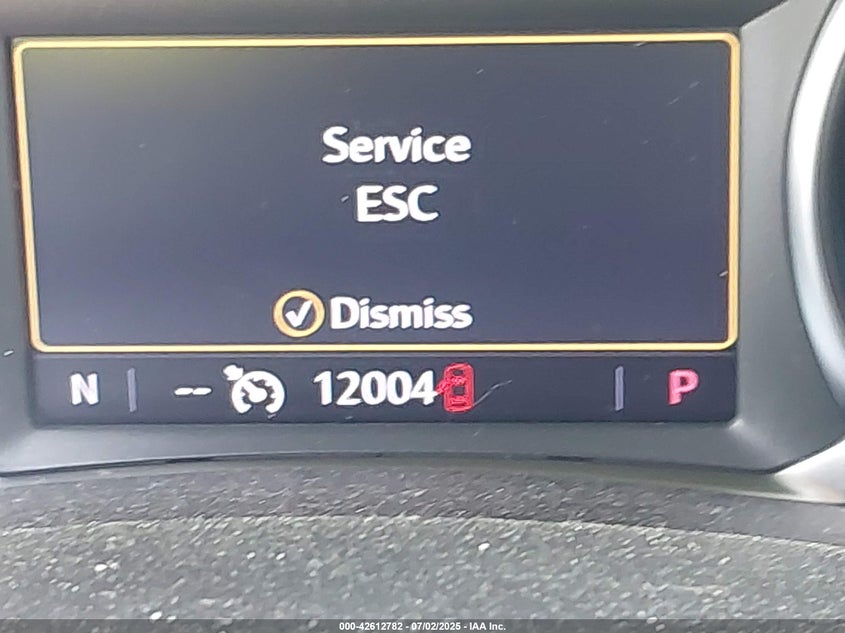 Service
ESC
Dismiss
N -- 12004 P
000-42612782 - 07/02/2025 - IAA Inc.